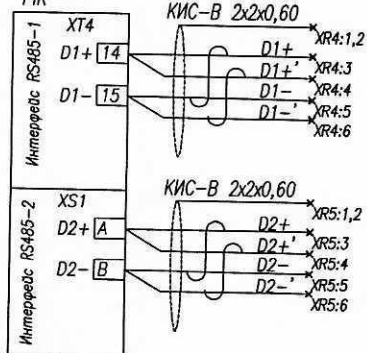 КИС-В 2х2х0,60
XT4
XR4:1,2
D1+ 14
D1+
XR4:3
D1+'
XR4:4
D1- 15
D1-
XR4:5
D1-'
XR4:6
Интерфейс RS485-1
КИС-В 2х2х0,60
XS1
XR5:1,2
D2+ A
D2+
XR5:3
D2+'
XR5:4
D2- B
D2-
XR5:5
D2-'
XR5:6
Интерфейс RS485-2